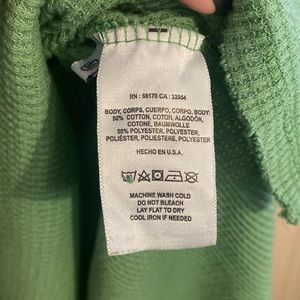 RN : 68170 CA : 32054
BODY, CORPS, CUERPO, CORPO, BODY:
50% COTTON, COTON, ALGODÓN,
COTONE, BAUMWOLLE
50% POLYESTER, POLYESTER,
POLIÉSTER, POLIESTERE, POLYESTER
HECHO EN U.S.A.
MACHINE WASH COLD
DO NOT BLEACH
LAY FLAT TO DRY
COOL IRON IF NEEDED